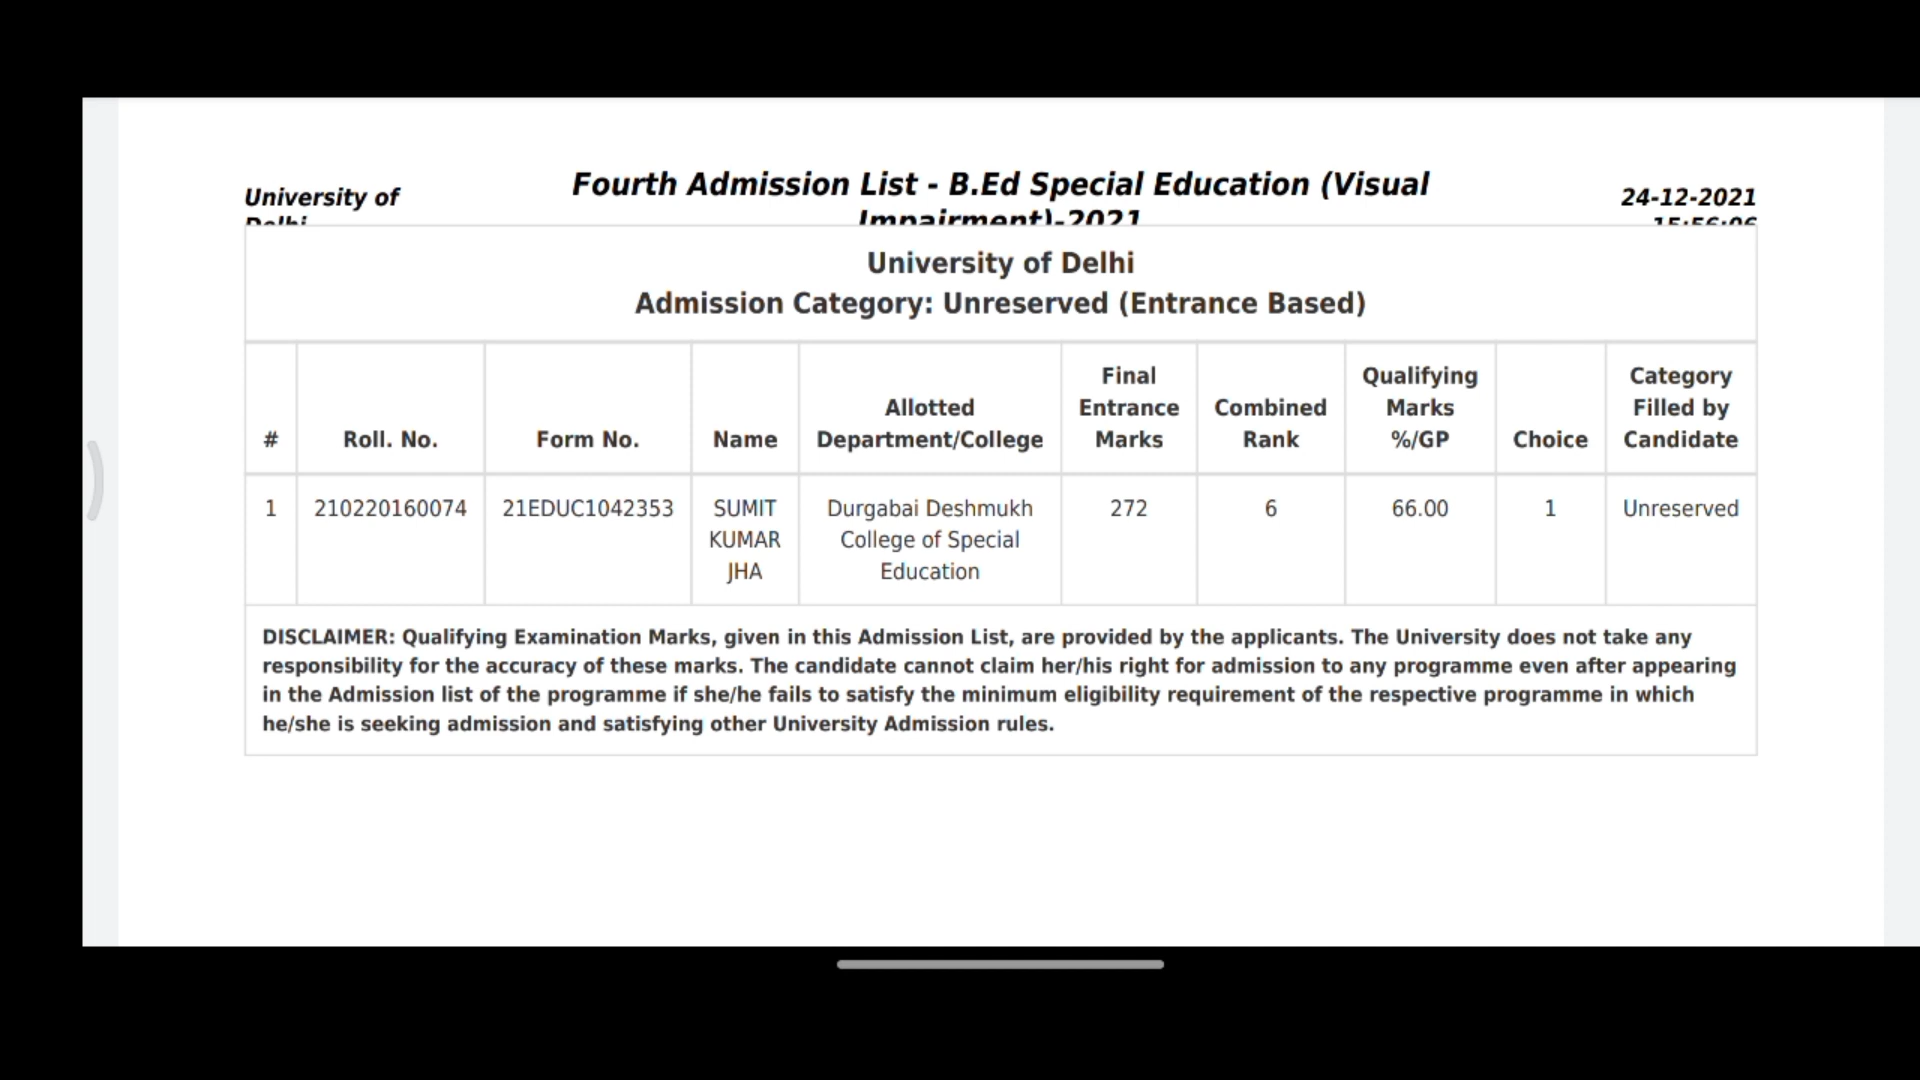 University of
Delhi
Fourth Admission List - B.Ed Special Education (Visual
Impairment)-2021
24-12-2021
15:56:06
University of Delhi
Admission Category: Unreserved (Entrance Based)
# Roll. No. Form No. Name Allotted Department/College Final Entrance Marks Combined Rank Qualifying Marks %/GP Choice Category Filled by Candidate
1 210220160074 21EDUC1042353 SUMIT KUMAR JHA Durgabai Deshmukh College of Special Education 272 6 66.00 1 Unreserved
DISCLAIMER: Qualifying Examination Marks, given in this Admission List, are provided by the applicants. The University does not take any
responsibility for the accuracy of these marks. The candidate cannot claim her/his right for admission to any programme even after appearing
in the Admission list of the programme if she/he fails to satisfy the minimum eligibility requirement of the respective programme in which
he/she is seeking admission and satisfying other University Admission rules.